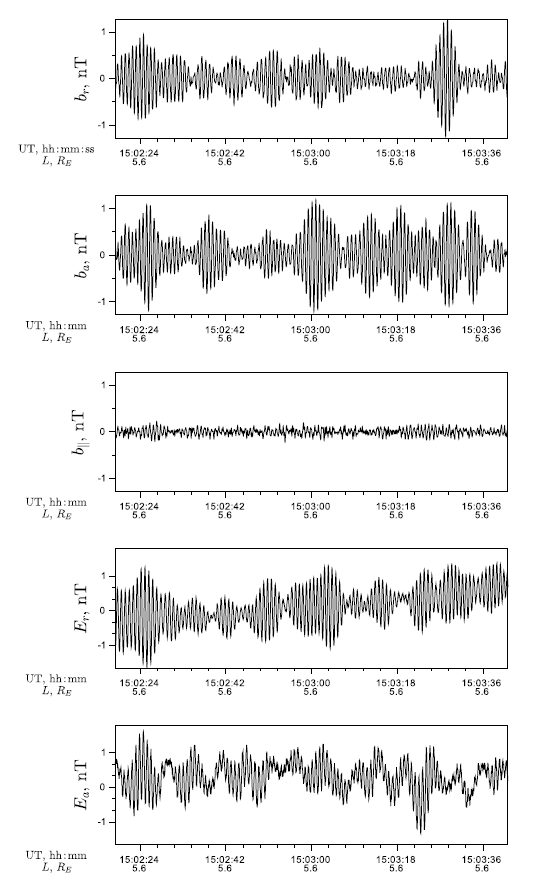 1
b_r, nT
0
-1
UT, hh:mm:ss 15:02:24 15:02:42 15:03:00 15:03:18 15:03:36
L, R_E 5.6 5.6 5.6 5.6 5.6
1
b_a, nT
0
-1
UT, hh:mm 15:02:24 15:02:42 15:03:00 15:03:18 15:03:36
L, R_E 5.6 5.6 5.6 5.6 5.6
1
b_||, nT
0
-1
UT, hh:mm 15:02:24 15:02:42 15:03:00 15:03:18 15:03:36
L, R_E 5.6 5.6 5.6 5.6 5.6
1
E_r, nT
0
-1
UT, hh:mm 15:02:24 15:02:42 15:03:00 15:03:18 15:03:36
L, R_E 5.6 5.6 5.6 5.6 5.6
1
E_a, nT
0
-1
UT, hh:mm 15:02:24 15:02:42 15:03:00 15:03:18 15:03:36
L, R_E 5.6 5.6 5.6 5.6 5.6